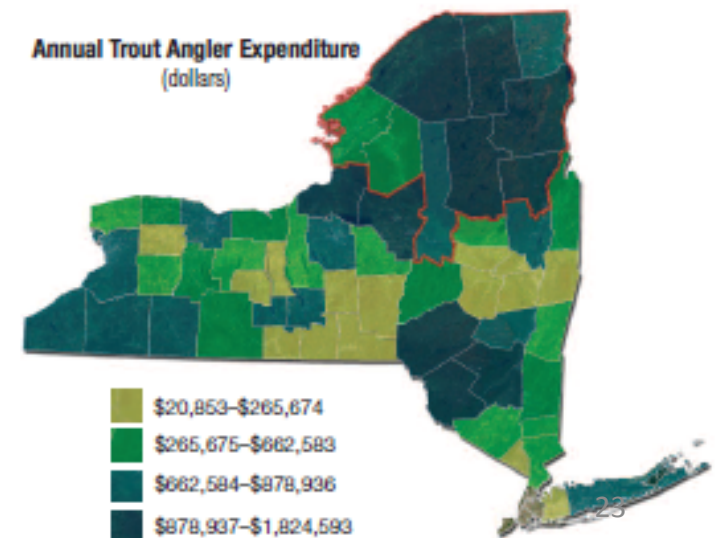 Annual Trout Angler Expenditure
(dollars)
$20,853–$265,674
$265,675–$662,583
$662,584–$878,936
$878,937–$1,824,593
23